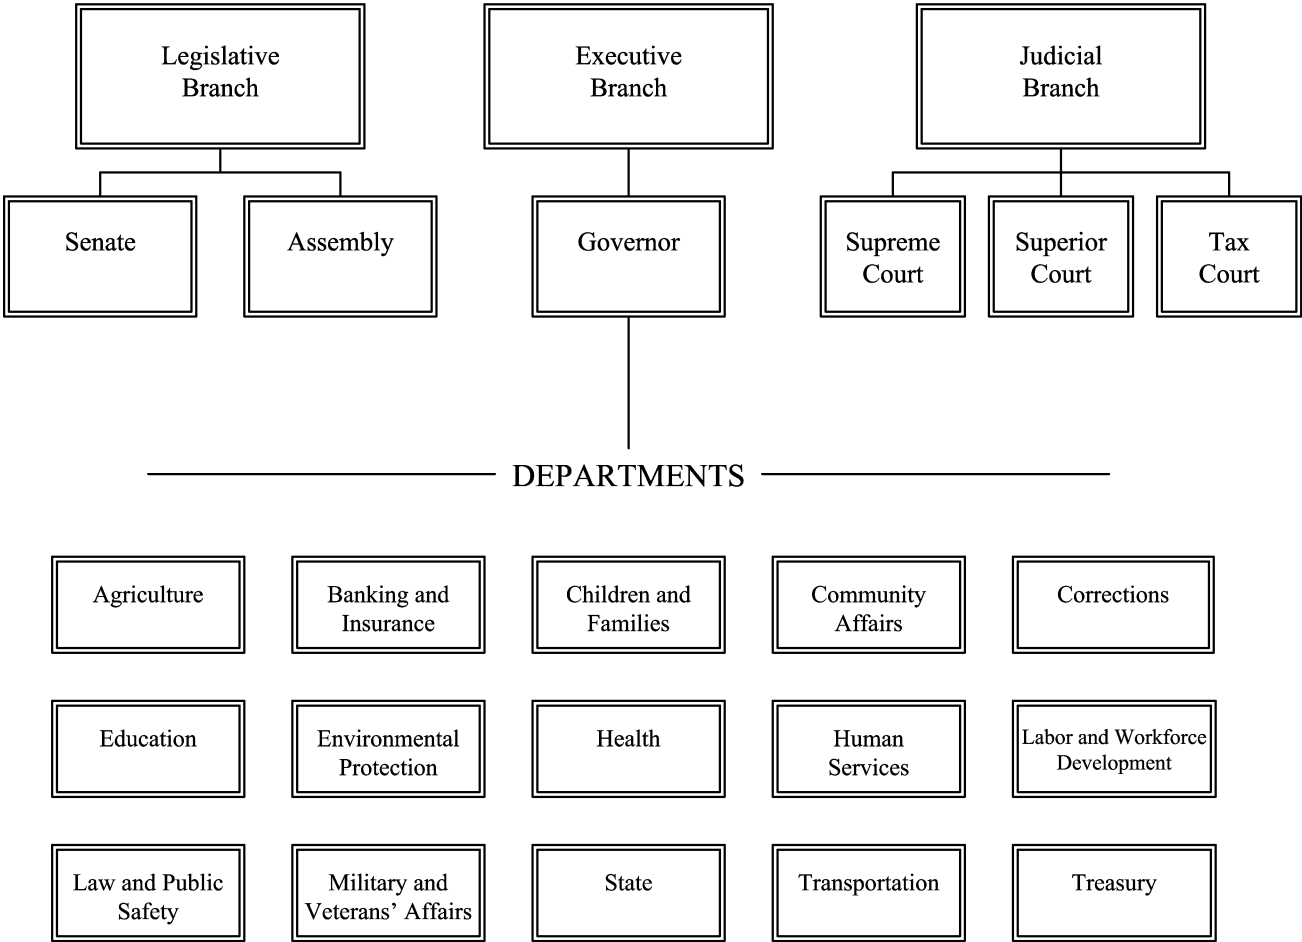 Legislative
Branch
Executive
Branch
Judicial
Branch
Senate
Assembly
Governor
Supreme
Court
Superior
Court
Tax
Court
DEPARTMENTS
Agriculture
Banking and
Insurance
Children and
Families
Community
Affairs
Corrections
Education
Environmental
Protection
Health
Human
Services
Labor and Workforce
Development
Law and Public
Safety
Military and
Veterans’ Affairs
State
Transportation
Treasury